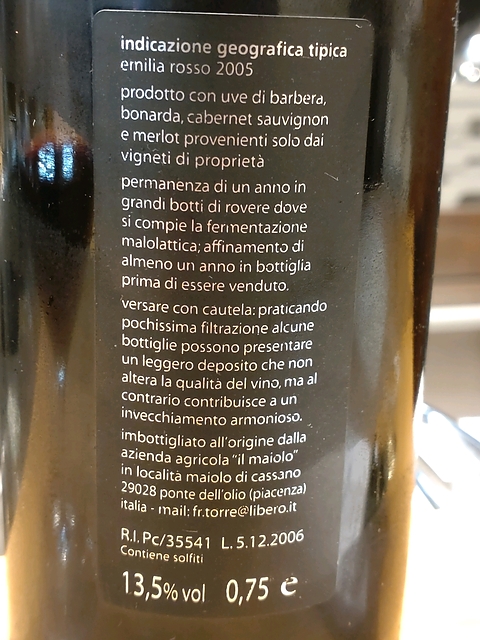 indicazione geografica tipica
emilia rosso 2005
prodotto con uve di barbera,
bonarda, cabernet sauvignon
e merlot provenienti solo dai
vigneti di proprietà
permanenza di un anno in
grandi botti di rovere dove
si compie la fermentazione
malolattica; affinamento di
almeno un anno in bottiglia
prima di essere venduto.
versare con cautela: praticando
pochissima filtrazione alcune
bottiglie possono presentare
un leggero deposito che non
altera la qualità del vino, ma al
contrario contribuisce a un
invecchiamento armonioso.
imbottigliato all'origine dalla
azienda agricola "il maiolo"
in località maiolo di cassano
29028 ponte dell'olio (piacenza)
italia - mail: fr.torre@libero.it
R.I. Pc/35541 L. 5.12.2006
Contiene solfiti
13,5% vol 0,75 e